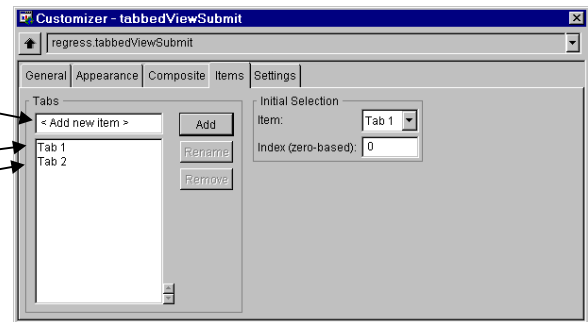 Customizer - tabbedViewSubmit
regress.tabbedViewSubmit
General Appearance Composite Items Settings
Tabs
< Add new item >
Add
Tab 1
Tab 2
Rename
Remove
Initial Selection
Item: Tab 1
Index (zero-based): 0